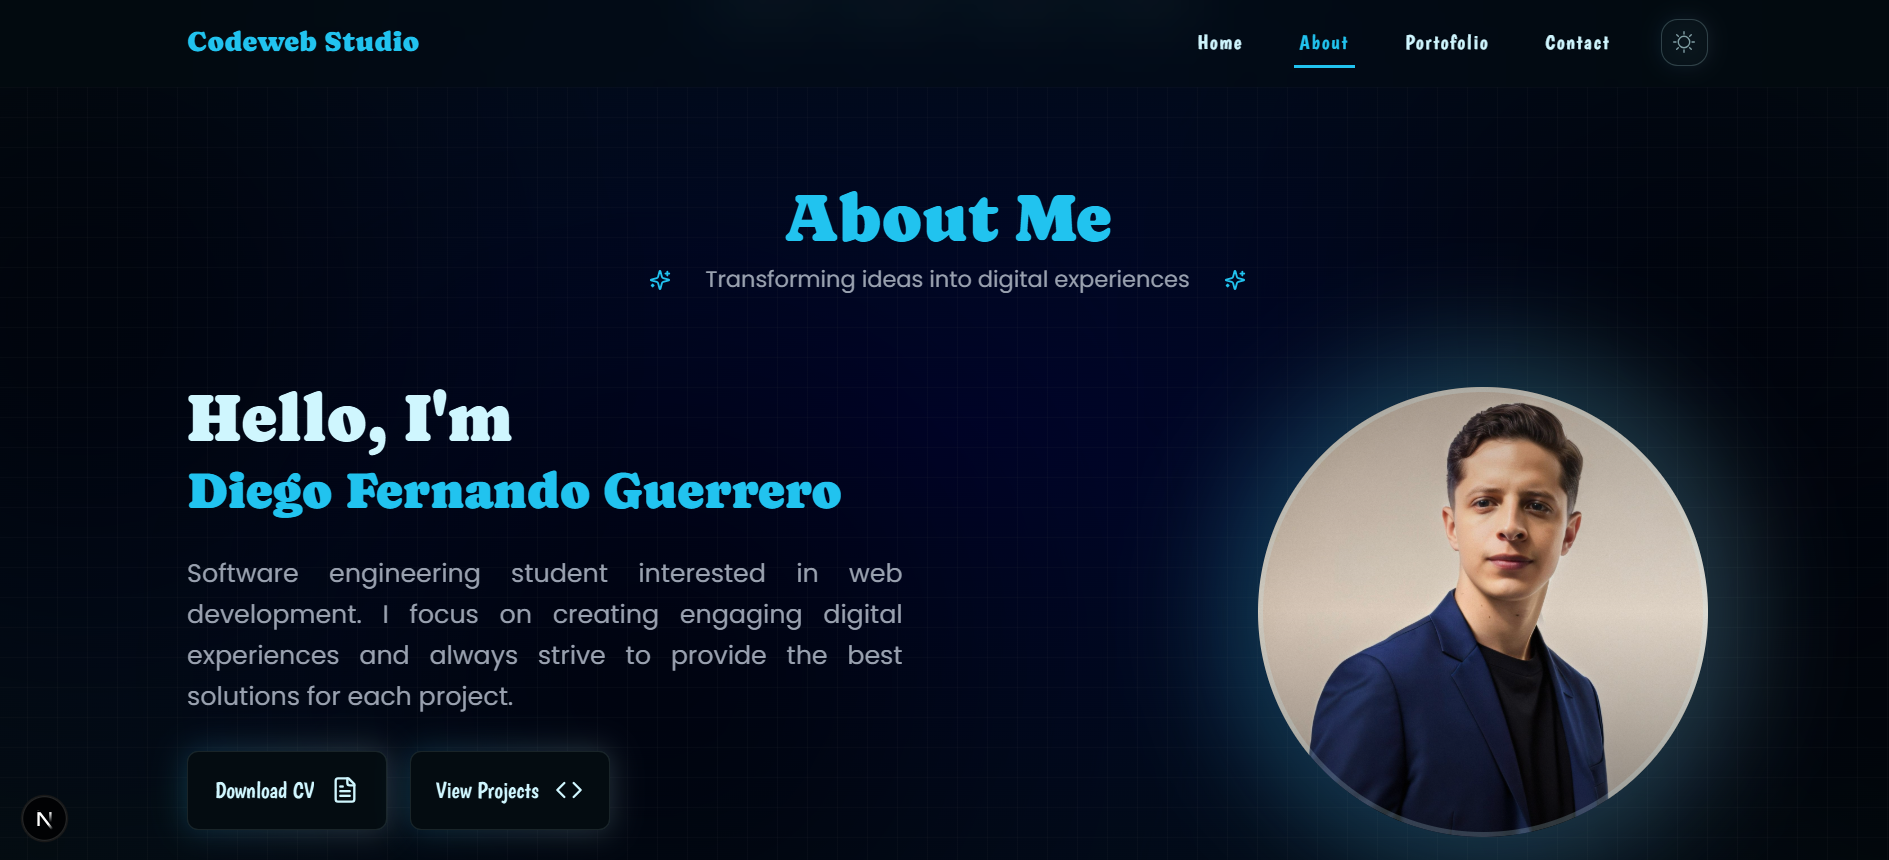 Codeweb Studio
Home About Portofolio Contact
About Me
Transforming ideas into digital experiences
Hello, I'm
Diego Fernando Guerrero
Software engineering student interested in web
development. I focus on creating engaging digital
experiences and always strive to provide the best
solutions for each project.
Download CV View Projects
N